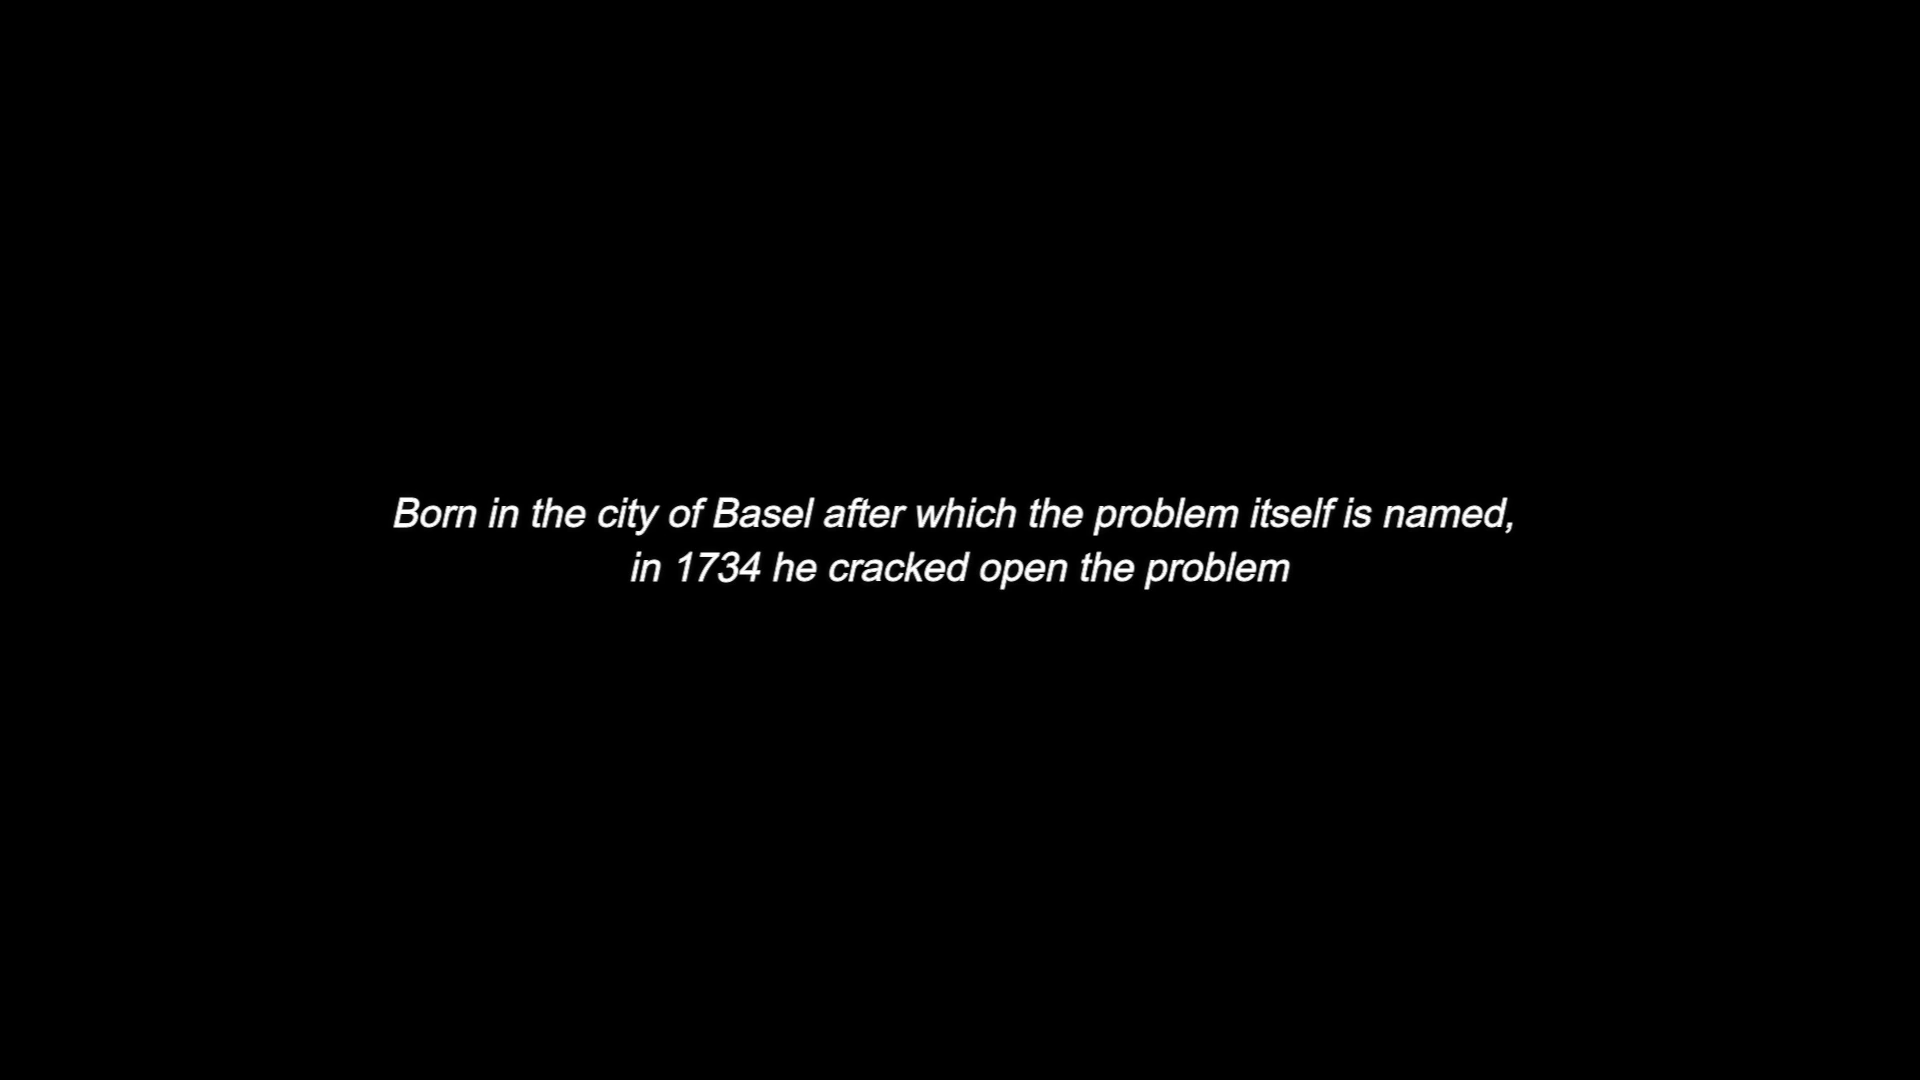 Born in the city of Basel after which the problem itself is named,
in 1734 he cracked open the problem